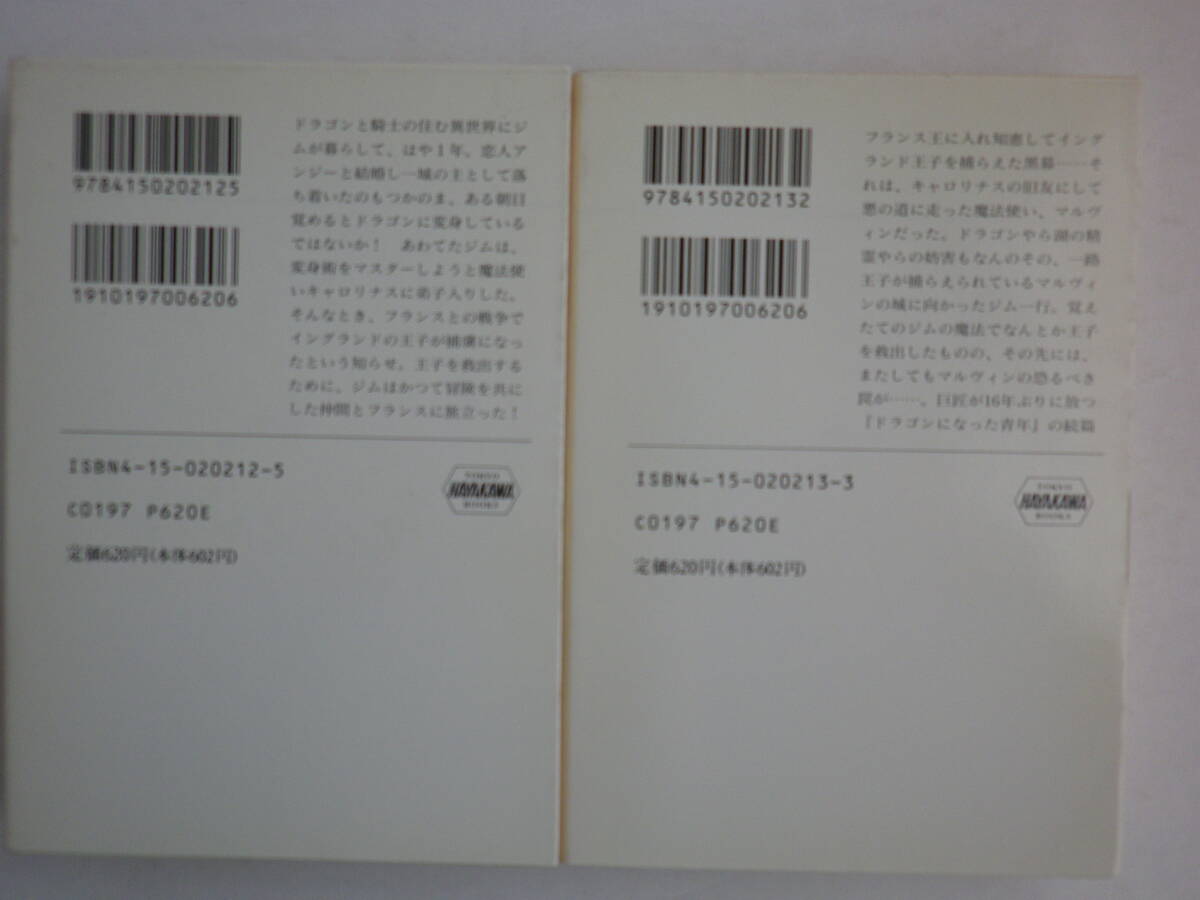 9784150202125
1910197006206
ドラゴンと騎士の住む異世界にジ
ムが暮らして、はや1年。恋人ア
ンジーと結婚し一城の主として落
ち着いたのもつかのま、ある朝目
覚めるとドラゴンに変身している
ではないか！　あわてたジムは、
変身術をマスターしようと魔法使
いキャロリナスに弟子入りした。
そんなとき、フランスとの戦争で
イングランドの王子が捕虜になっ
たという知らせ。王子を救出する
ために、ジムはかつて冒険を共に
した仲間とフランスに旅立った！
ISBN4-15-020212-5
C0197 P620E
定価620円(本体602円)
TOKYO
HAYAKAWA
BOOKS
9784150202132
1910197006206
フランス王に入れ知恵してイング
ランド王子を捕らえた黒幕……そ
れは、キャロリナスの旧友にして
悪の道に走った魔法使い、マルヴ
ィンだった。ドラゴンやら湖の精
霊やらの妨害もなんのその、一路
王子が捕らえられているマルヴィ
ンの城に向かったジム一行。覚え
たてのジムの魔法でなんとか王子
を救出したものの、その先には、
またしてもマルヴィンの恐るべき
罠が……。巨匠が16年ぶりに放つ
『ドラゴンになった青年』の続篇
ISBN4-15-020213-3
C0197 P620E
定価620円(本体602円)
TOKYO
HAYAKAWA
BOOKS